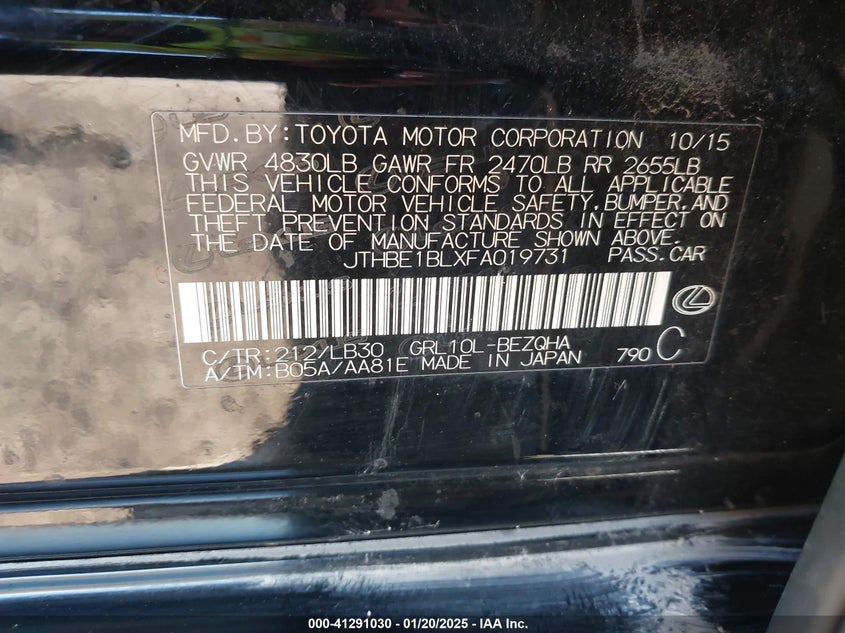 MFD. BY: TOYOTA MOTOR CORPORATION 10/15
GVWR 4830LB GAWR FR 2470LB RR 2655LB
THIS VEHICLE CONFORMS TO ALL APPLICABLE
FEDERAL MOTOR VEHICLE SAFETY, BUMPER, AND
THEFT PREVENTION STANDARDS IN EFFECT ON
THE DATE OF MANUFACTURE SHOWN ABOVE.
JTHBE1BLXFA019731 PASS. CAR
C/TR: 212/LB30 GRL10L-BEZQHA
A/TM: B05A/AA81E MADE IN JAPAN 790 C
000-41291030 - 01/20/2025 - IAA Inc.